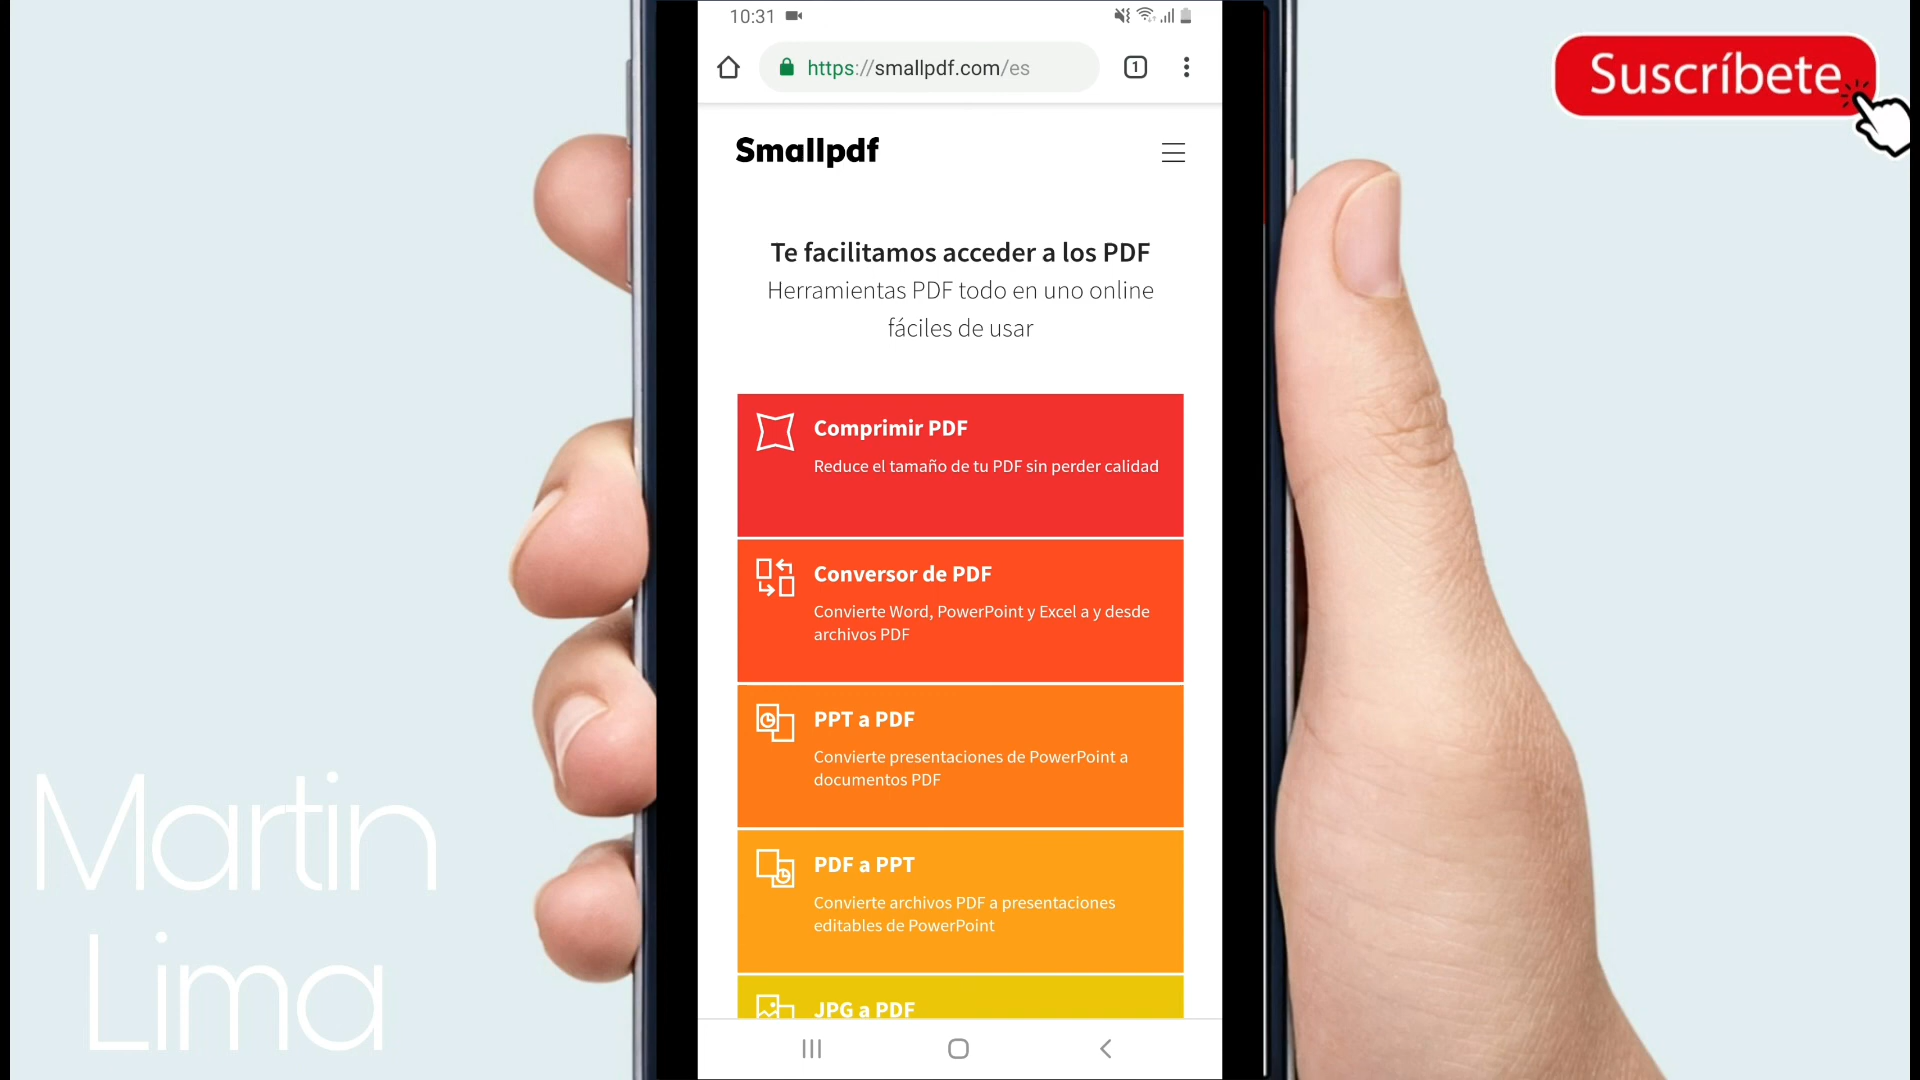 10:31
https://smallpdf.com/es
1
Suscríbete
Smallpdf
Te facilitamos acceder a los PDF
Herramientas PDF todo en uno online
fáciles de usar
Comprimir PDF
Reduce el tamaño de tu PDF sin perder calidad
Conversor de PDF
Convierte Word, PowerPoint y Excel a y desde
archivos PDF
PPT a PDF
Convierte presentaciones de PowerPoint a
documentos PDF
PDF a PPT
Convierte archivos PDF a presentaciones
editables de PowerPoint
JPG a PDF
Martin
Lima